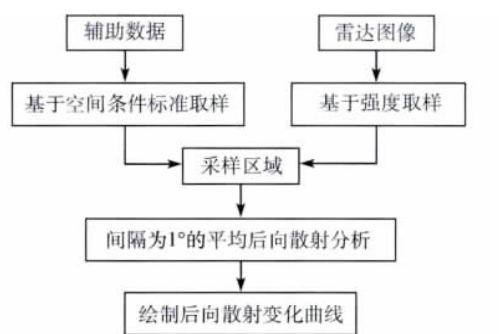 辅助数据
雷达图像
基于空间条件标准取样
基于强度取样
采样区域
间隔为1°的平均后向散射分析
绘制后向散射变化曲线